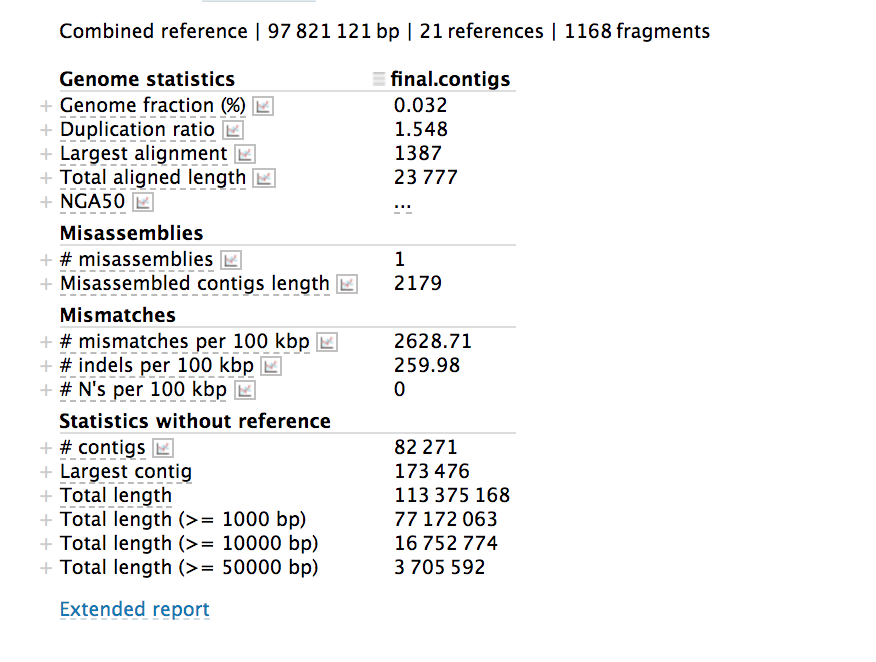 Combined reference | 97 821 121 bp | 21 references | 1168 fragments
Genome statistics final.contigs
+ Genome fraction (%) 0.032
+ Duplication ratio 1.548
+ Largest alignment 1387
+ Total aligned length 23 777
+ NGA50 ...
Misassemblies
+ # misassemblies 1
+ Misassembled contigs length 2179
Mismatches
+ # mismatches per 100 kbp 2628.71
+ # indels per 100 kbp 259.98
+ # N's per 100 kbp 0
Statistics without reference
+ # contigs 82 271
+ Largest contig 173 476
+ Total length 113 375 168
+ Total length (>= 1000 bp) 77 172 063
+ Total length (>= 10000 bp) 16 752 774
+ Total length (>= 50000 bp) 3 705 592
Extended report